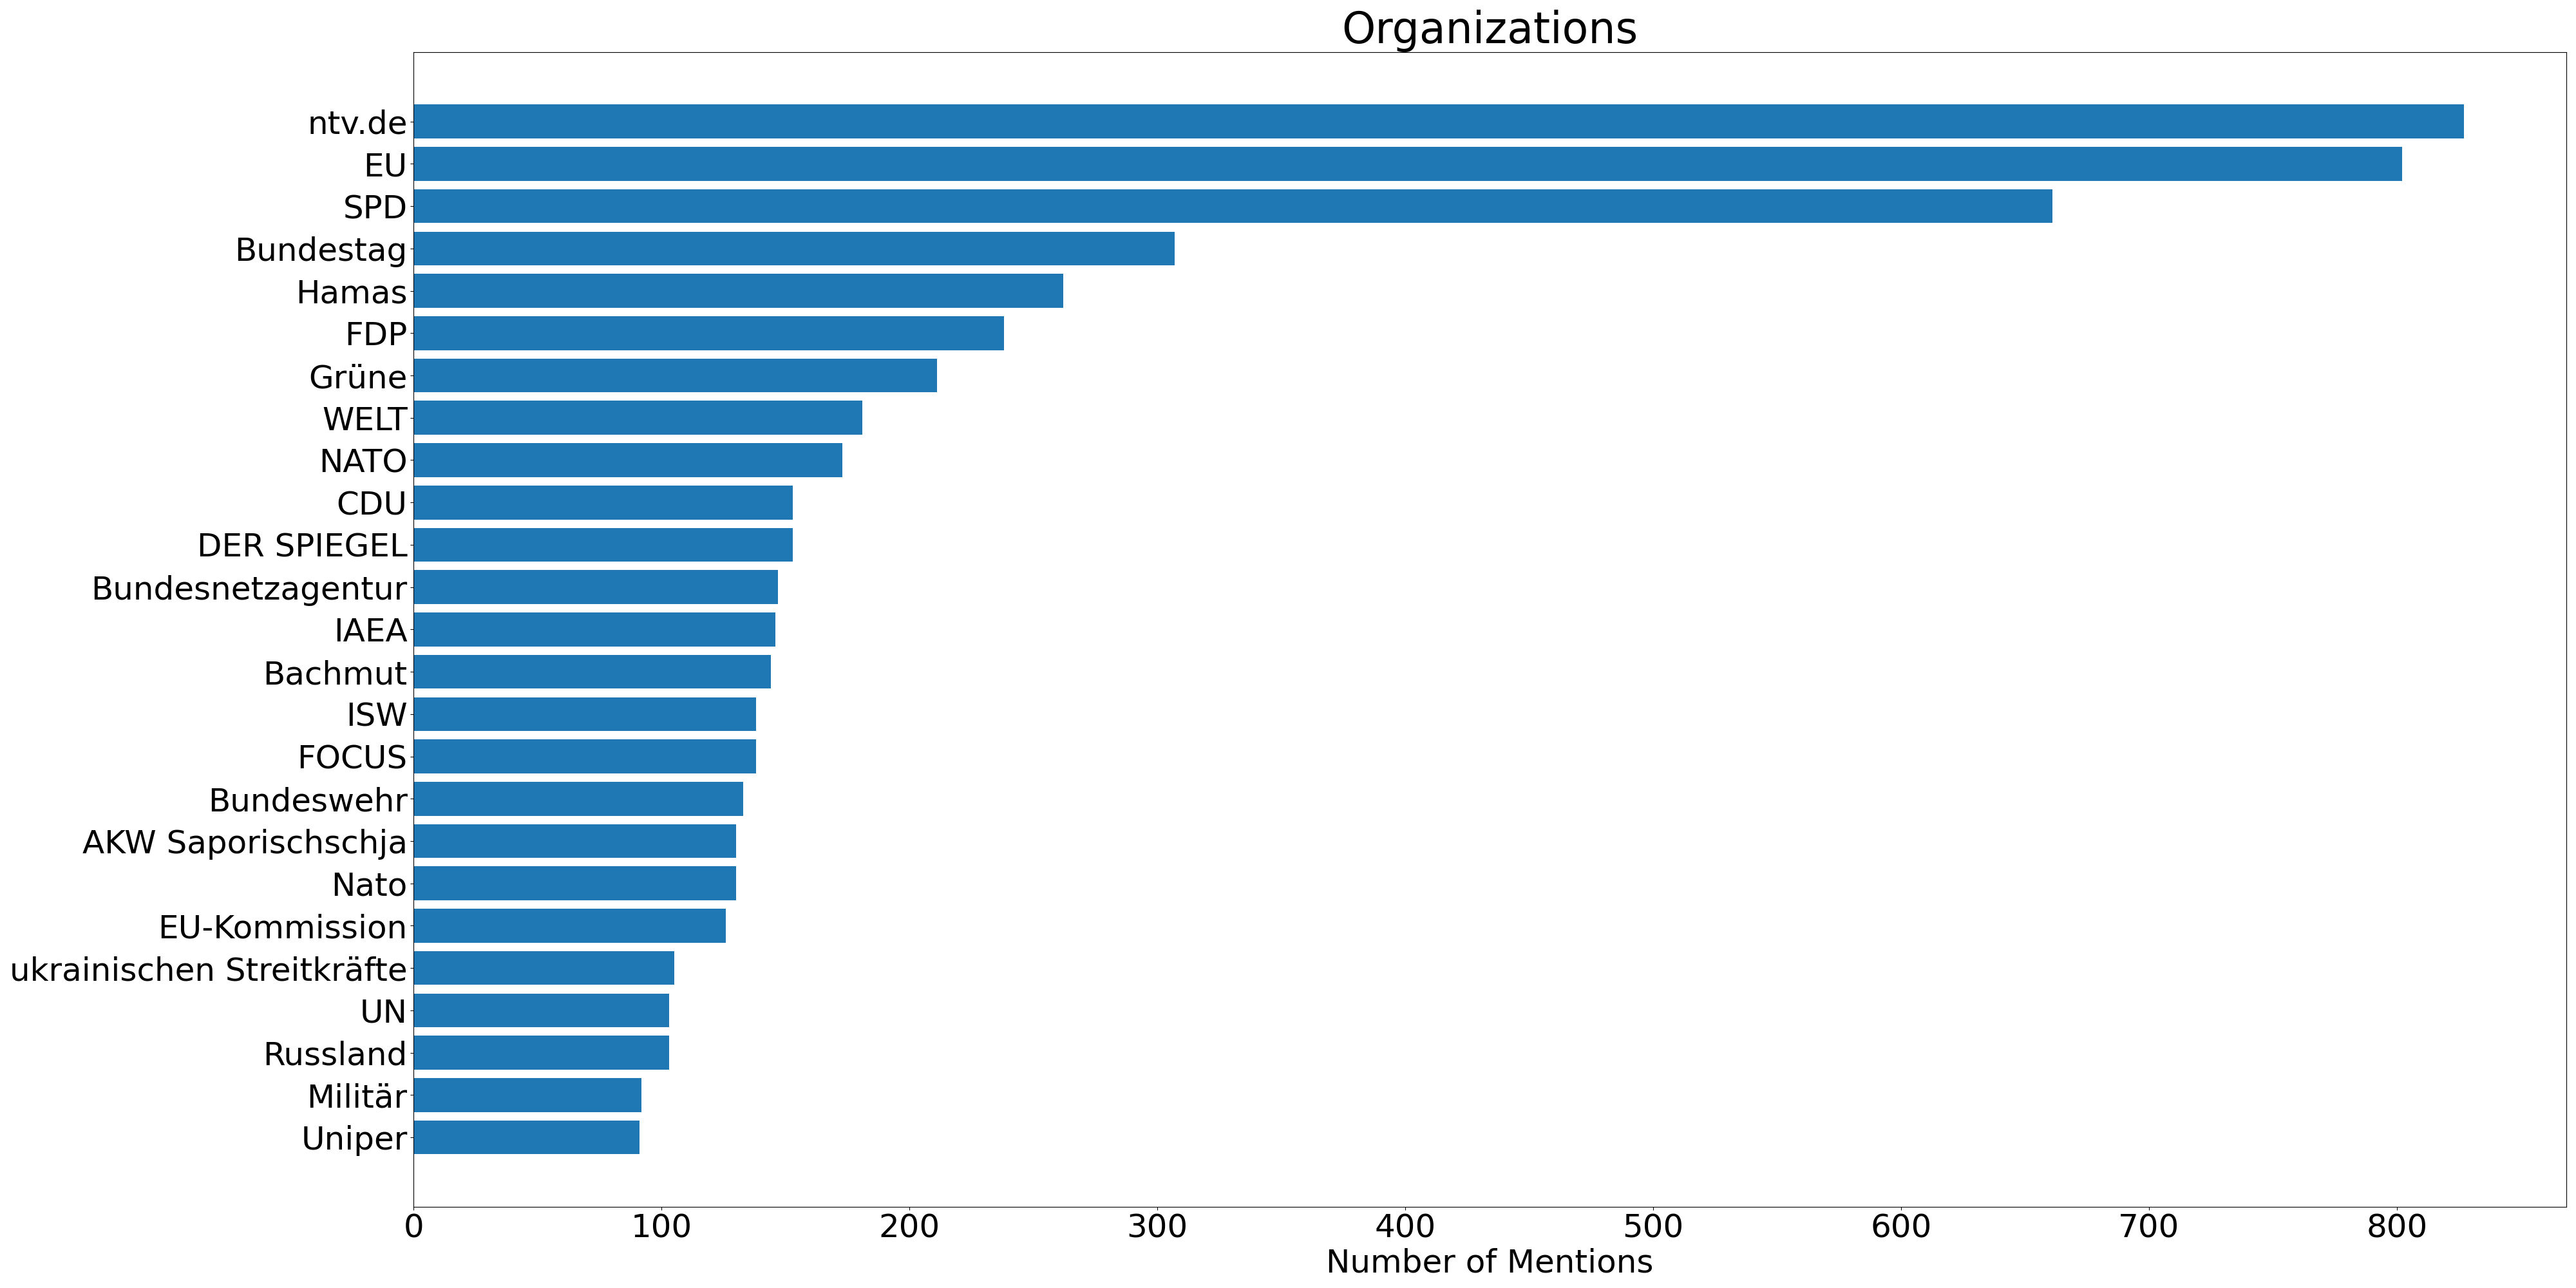 Organizations
ntv.de
EU
SPD
Bundestag
Hamas
FDP
Grüne
WELT
NATO
CDU
DER SPIEGEL
Bundesnetzagentur
IAEA
Bachmut
ISW
FOCUS
Bundeswehr
AKW Saporischschja
Nato
EU-Kommission
ukrainischen Streitkräfte
UN
Russland
Militär
Uniper
0 100 200 300 400 500 600 700 800
Number of Mentions